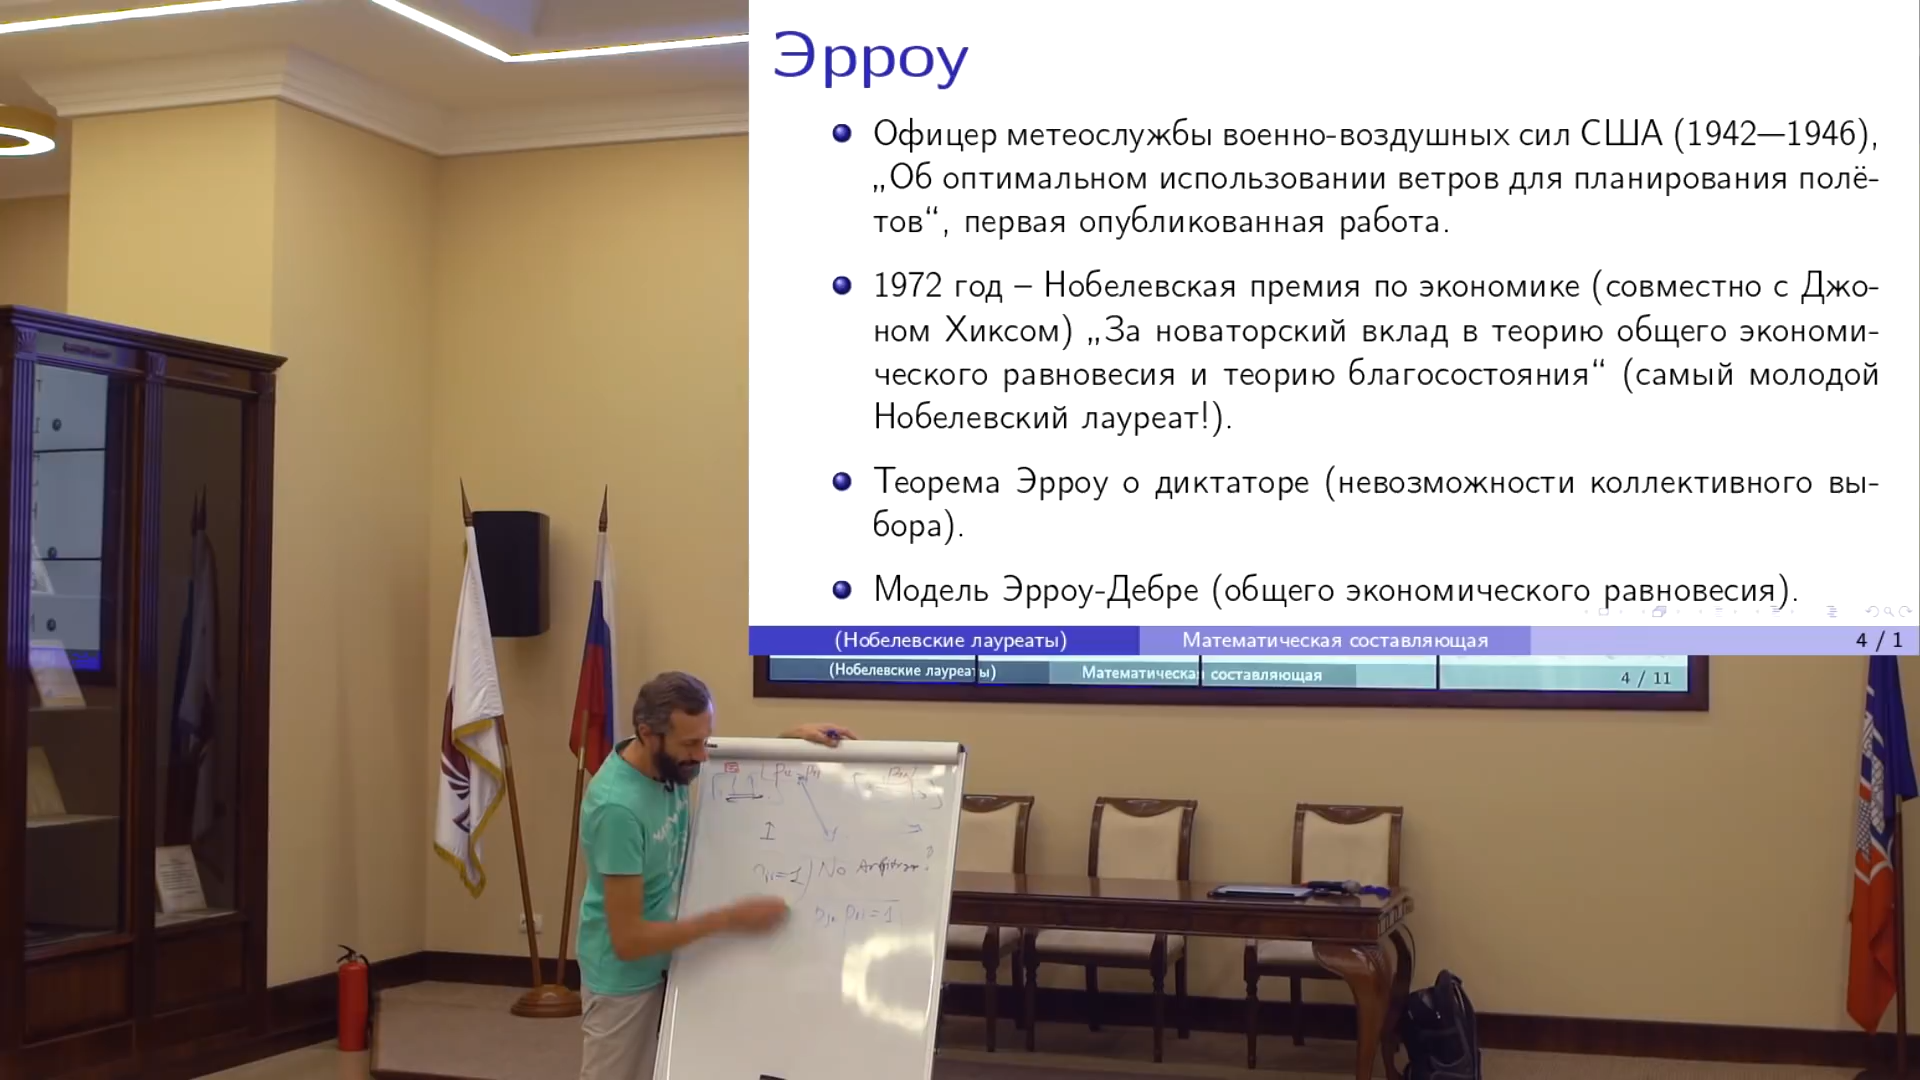 Эрроу
Офицер метеослужбы военно-воздушных сил США (1942—1946),
„Об оптимальном использовании ветров для планирования полё-
тов“, первая опубликованная работа.
1972 год – Нобелевская премия по экономике (совместно с Джо-
ном Хиксом) „За новаторский вклад в теорию общего экономи-
ческого равновесия и теорию благосостояния“ (самый молодой
Нобелевский лауреат!).
Теорема Эрроу о диктаторе (невозможности коллективного вы-
бора).
Модель Эрроу-Дебре (общего экономического равновесия).
(Нобелевские лауреаты) Математическая составляющая 4 / 1
(Нобелевские лауреаты) Математическая составляющая 4 / 11
No